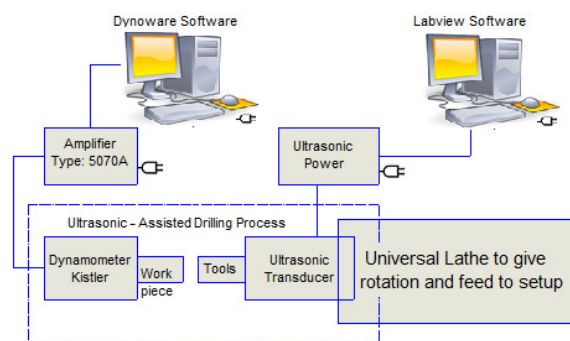 Dynoware Software
Labview Software
Amplifier
Type: 5070A
Ultrasonic
Power
Ultrasonic – Assisted Drilling Process
Dynamometer
Kistler
Work
piece
Tools
Ultrasonic
Transducer
Universal Lathe to give
rotation and feed to setup